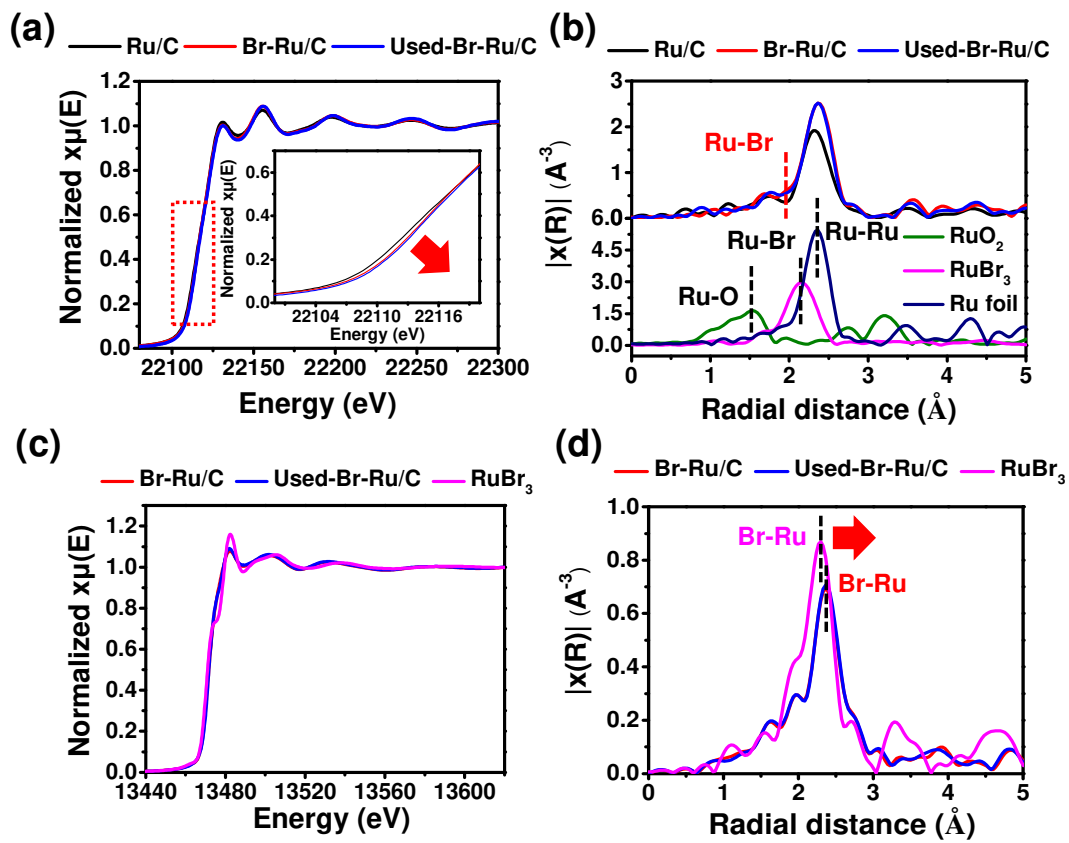 (a)
Ru/C Br-Ru/C Used-Br-Ru/C
Normalized xμ(E)
1.2
1.0
0.8
0.6
0.4
0.2
0.0
22100 22150 22200 22250 22300
Energy (eV)
Normalized xμ(E)
0.6
0.4
0.2
0.0
22104 22110 22116
Energy (eV)
(b)
Ru/C Br-Ru/C Used-Br-Ru/C
|x(R)| (A⁻³)
3
2
1
6.0
4.5
3.0
1.5
0.0
Ru-Br
Ru-Br
Ru-Ru
Ru-O
RuO₂
RuBr₃
Ru foil
0 1 2 3 4 5
Radial distance (Å)
(c)
Br-Ru/C Used-Br-Ru/C RuBr₃
Normalized xμ(E)
1.2
1.0
0.8
0.6
0.4
0.2
0.0
13440 13480 13520 13560 13600
Energy (eV)
(d)
Br-Ru/C Used-Br-Ru/C RuBr₃
|x(R)| (A⁻³)
1.0
0.8
0.6
0.4
0.2
0.0
Br-Ru
Br-Ru
0 1 2 3 4 5
Radial distance (Å)